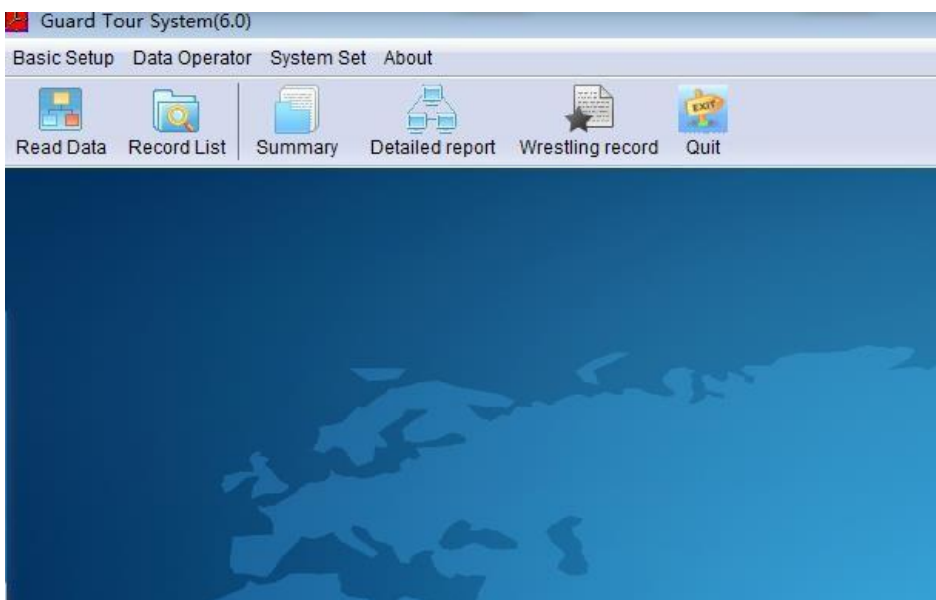 Guard Tour System(6.0)
Basic Setup Data Operator System Set About
Read Data Record List Summary Detailed report Wrestling record EXIT Quit